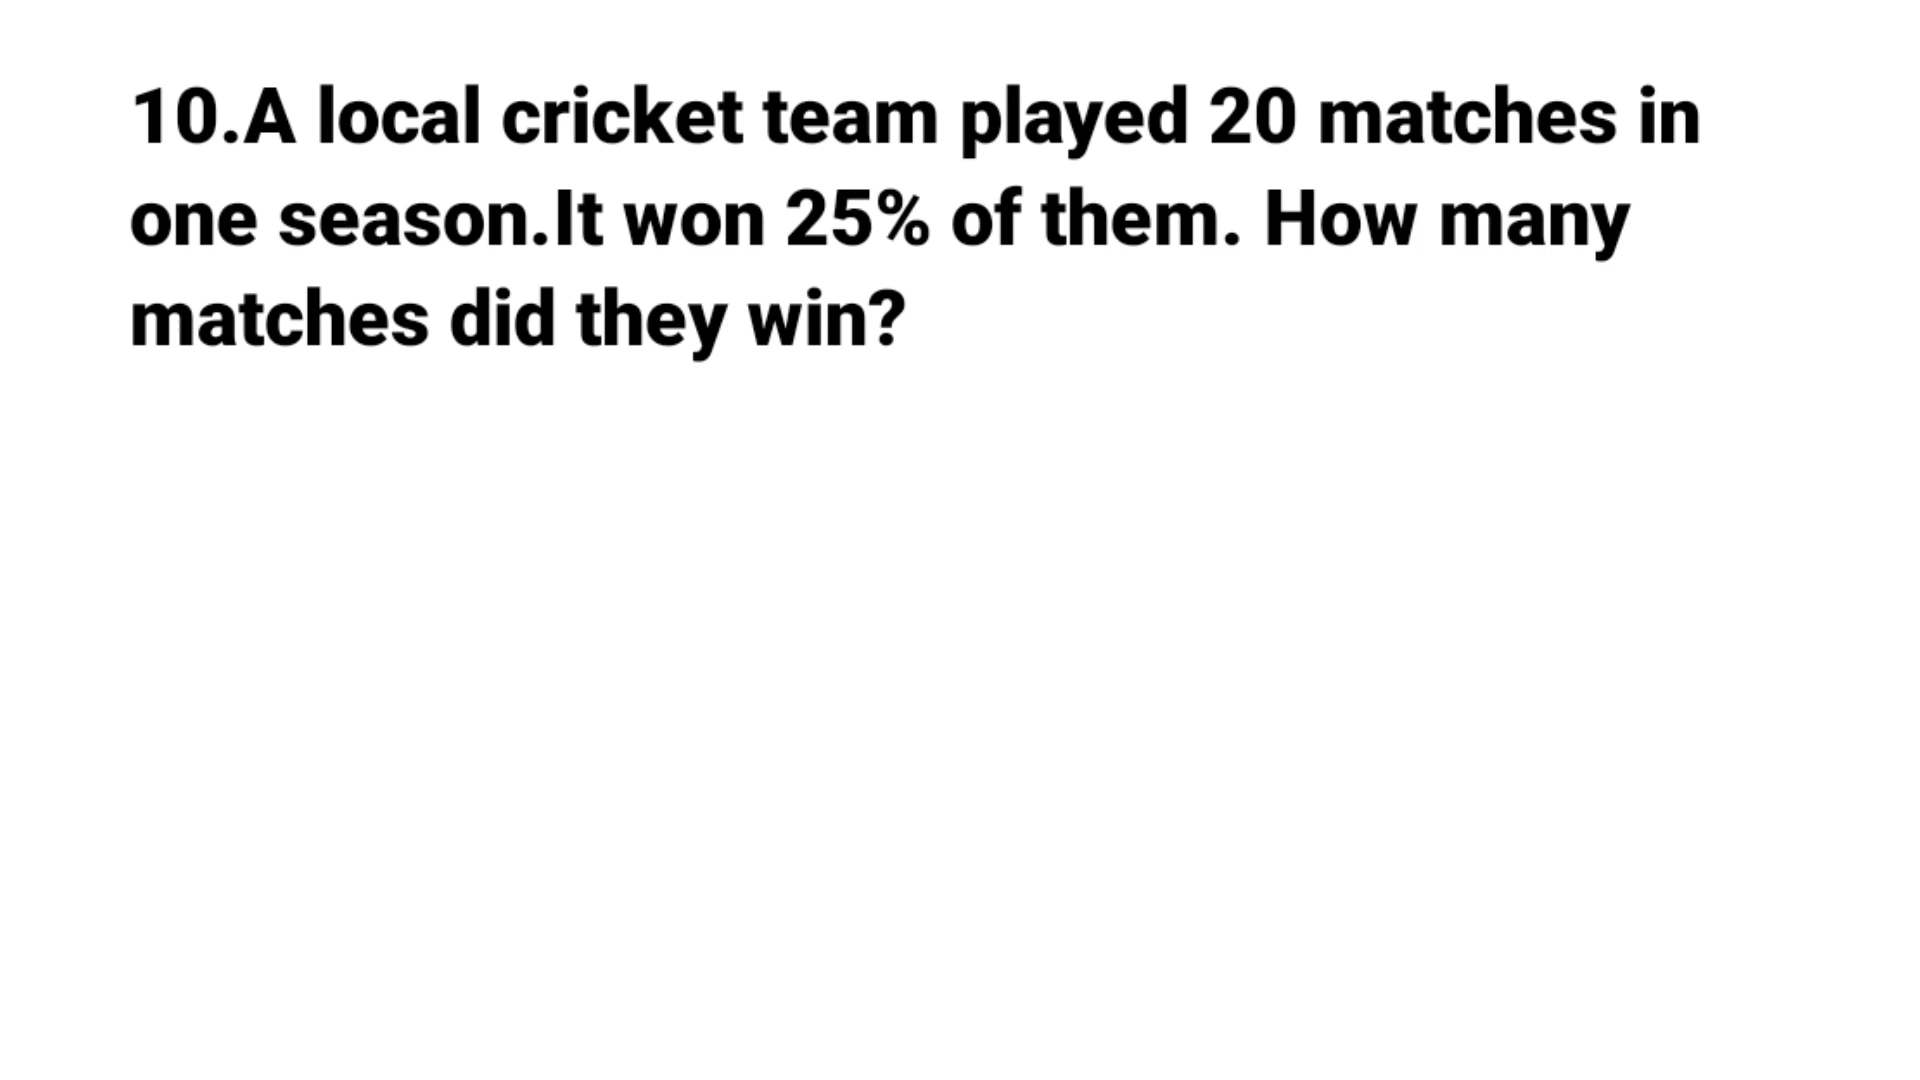 10.A local cricket team played 20 matches in
one season.It won 25% of them. How many
matches did they win?